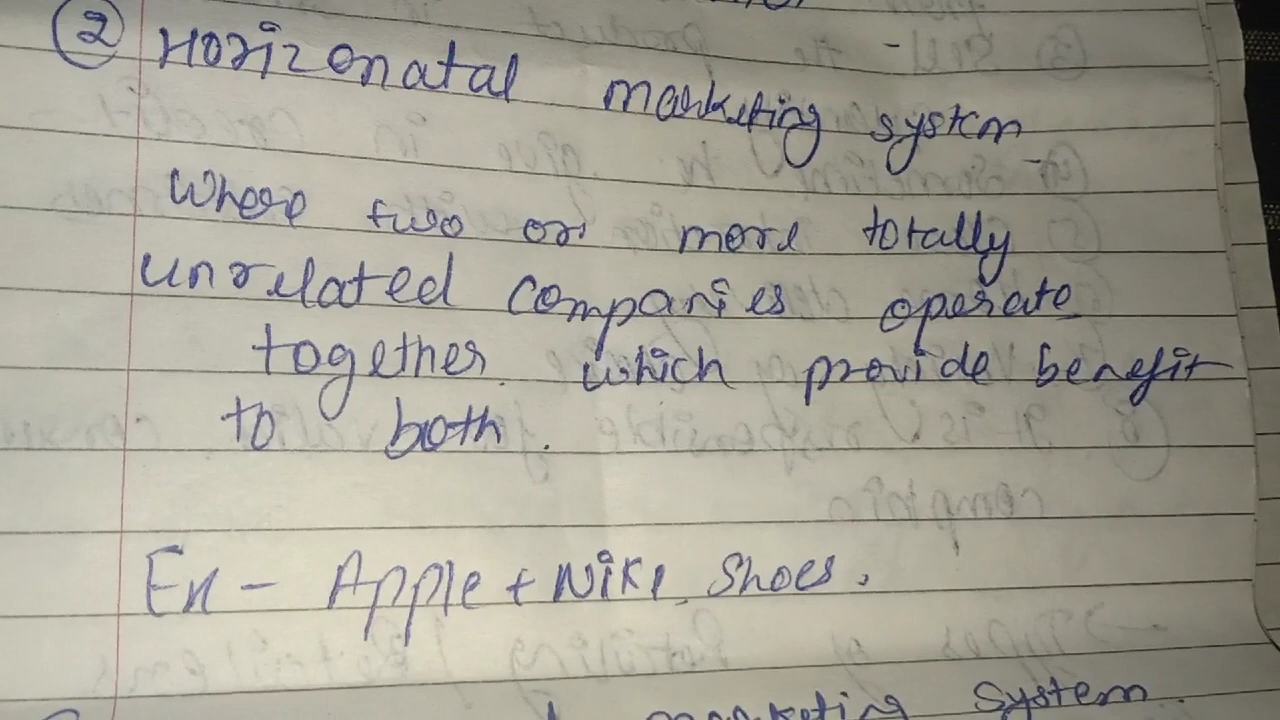 ② Horizonatal marketing system -
Where two or more totally
unrelated companies operate
together which provide benefit
to both.
Ex - Apple + Nike shoes.
marketing system.